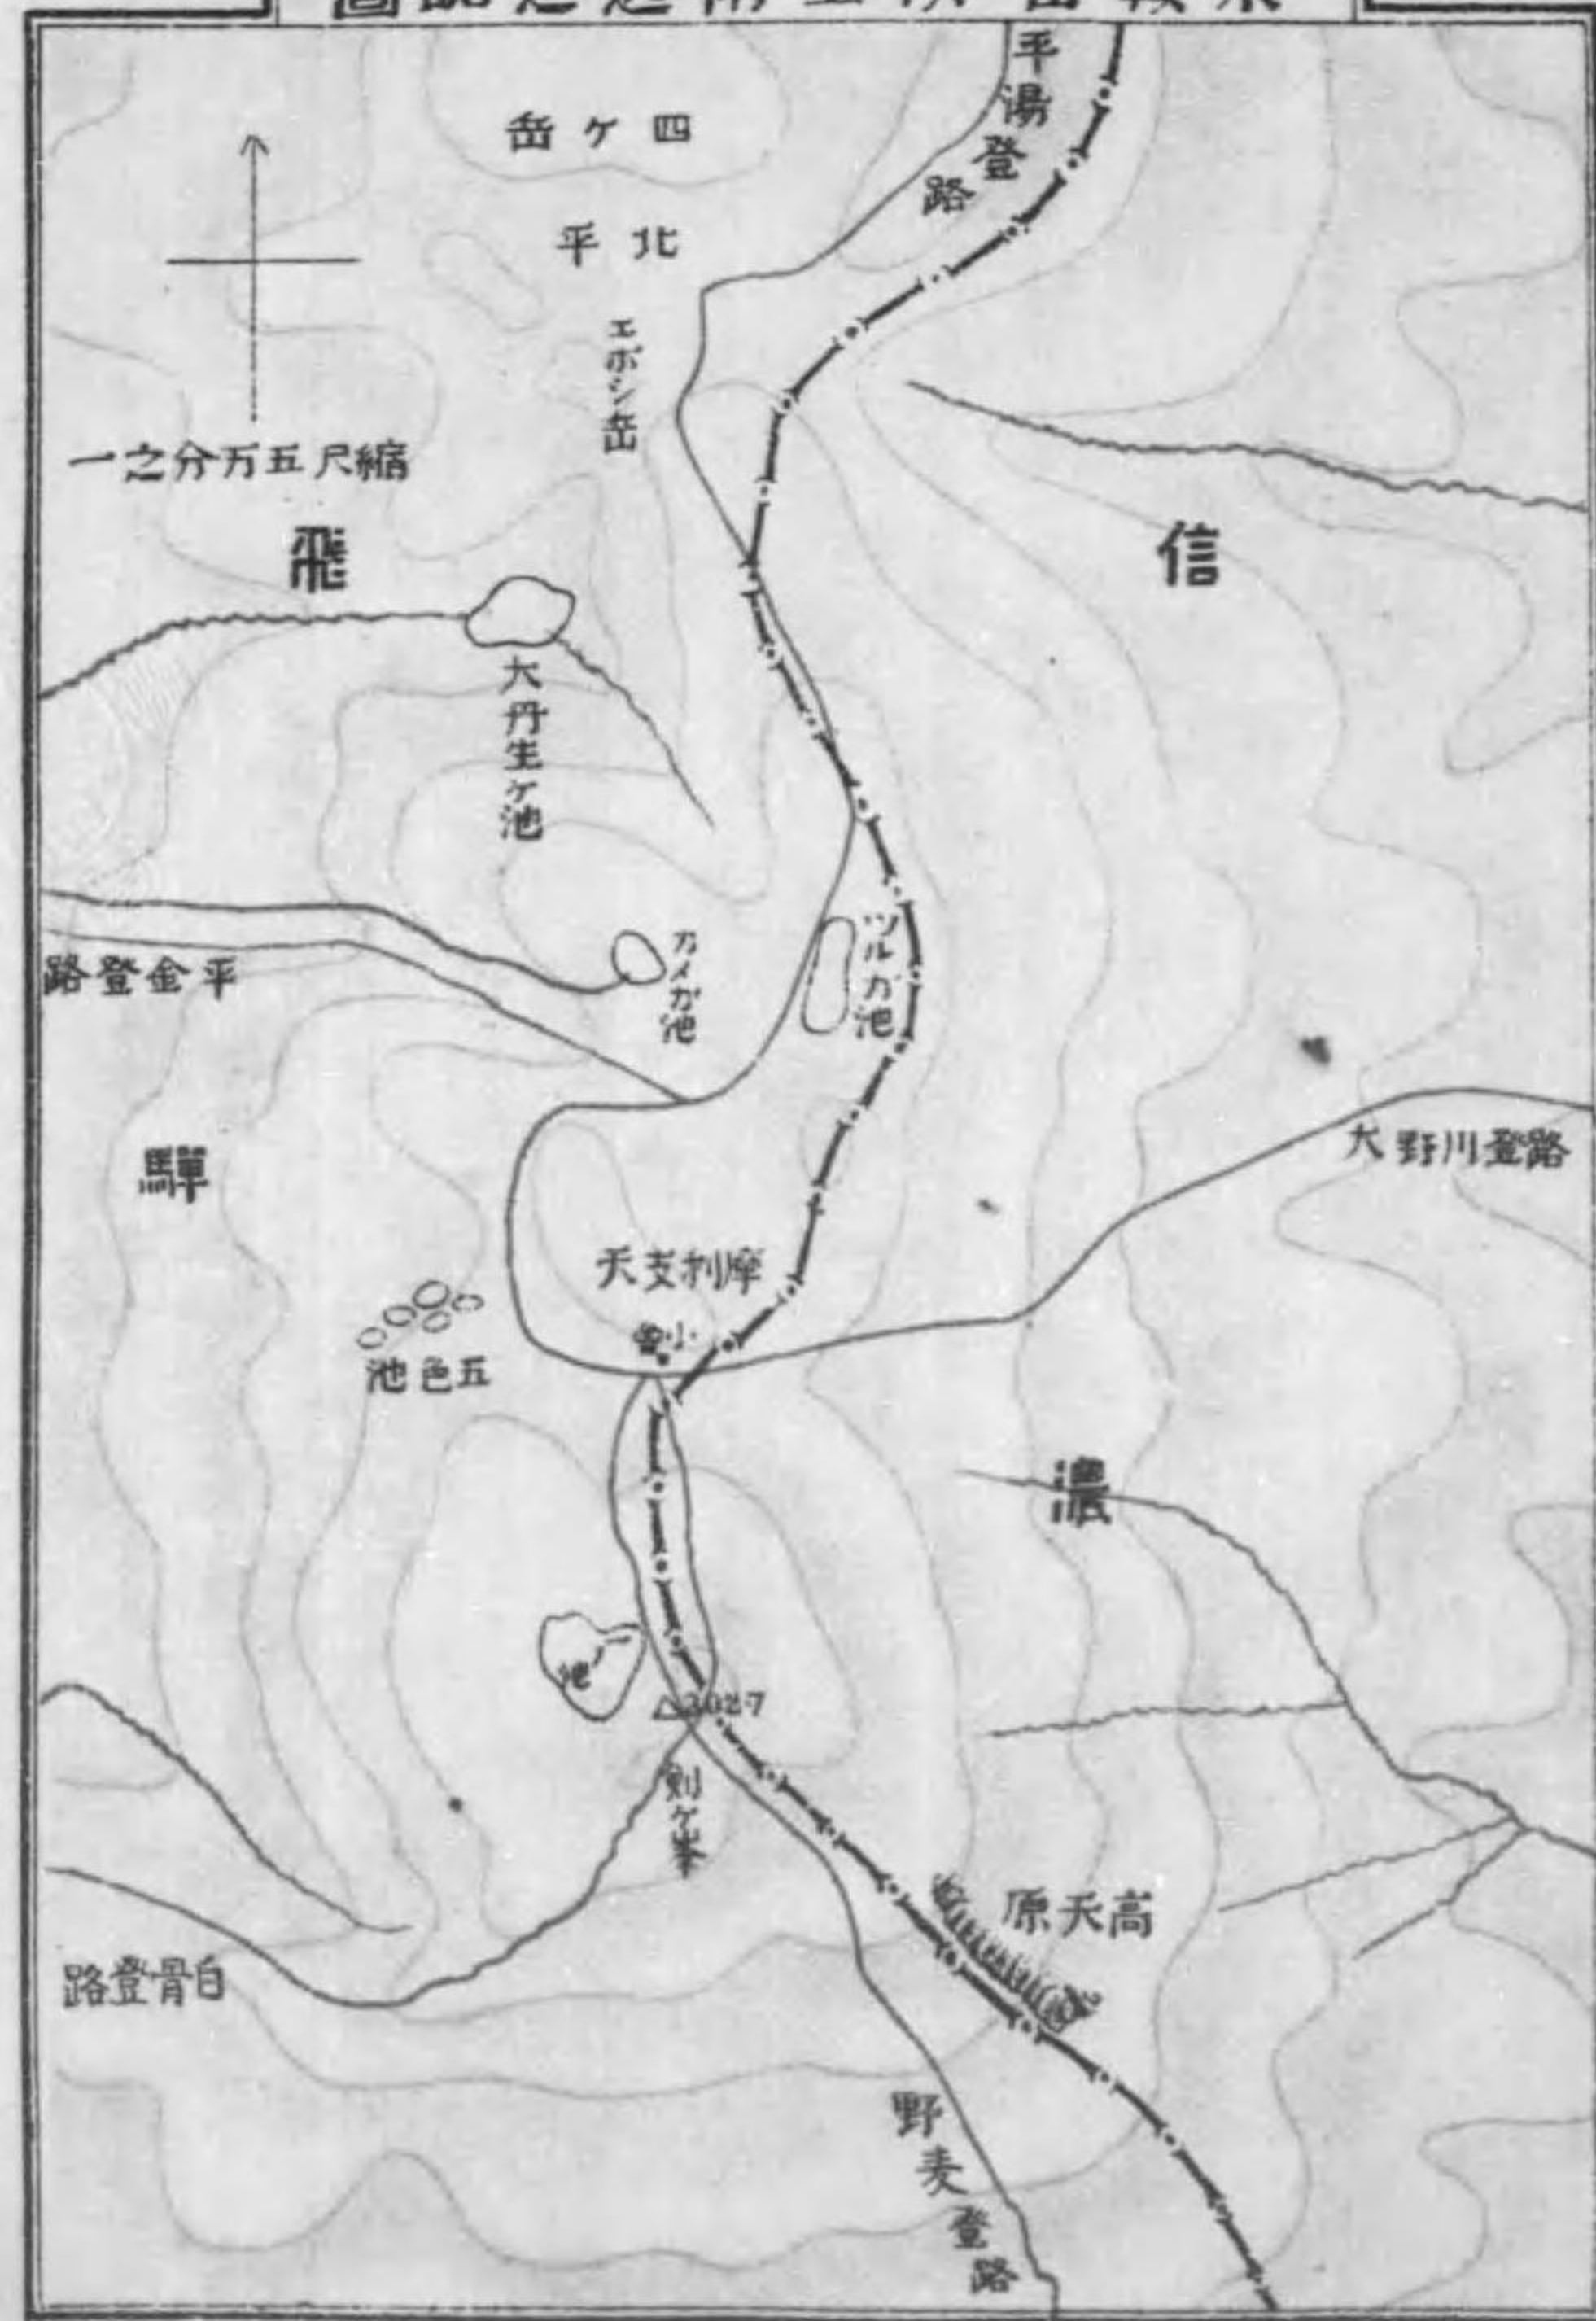 平湯登路
四ケ岳
北平
エボシ岳
縮尺五万分之一
飛
信
大丹生ケ池
ツルガ池
カメガ池
平金登路
大野川登路
驒
摩利支天
小舎
五色池
濃
池
3027
剣ケ峯
高天原
白骨登路
野麦登路